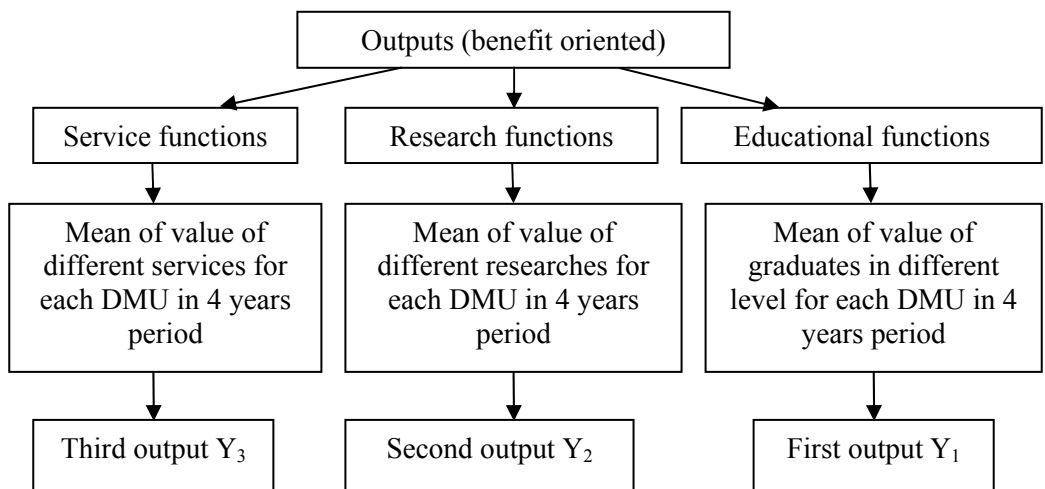 Outputs (benefit oriented)
Service functions
Research functions
Educational functions
Mean of value of
different services for
each DMU in 4 years
period
Mean of value of
different researches for
each DMU in 4 years
period
Mean of value of
graduates in different
level for each DMU in 4
years period
Third output Y₃
Second output Y₂
First output Y₁